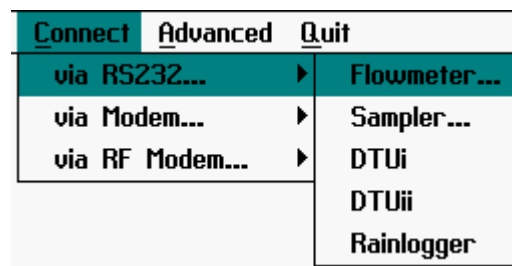 Connect Advanced Quit
via RS232... Flowmeter...
via Modem... Sampler...
via RF Modem... DTUi
DTUii
Rainlogger